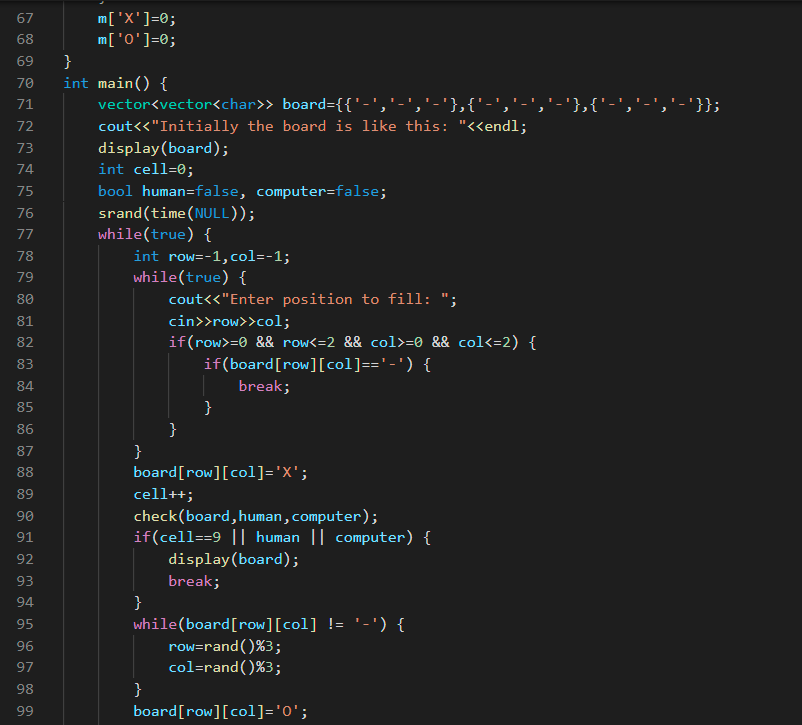 67 m['X']=0;
68 m['O']=0;
69 }
70 int main() {
71 vector<vector<char>> board={{'-','-','-'},{'-','-','-'},{'-','-','-'}};
72 cout<<"Initially the board is like this: "<<endl;
73 display(board);
74 int cell=0;
75 bool human=false, computer=false;
76 srand(time(NULL));
77 while(true) {
78 int row=-1,col=-1;
79 while(true) {
80 cout<<"Enter position to fill: ";
81 cin>>row>>col;
82 if(row>=0 && row<=2 && col>=0 && col<=2) {
83 if(board[row][col]=='-') {
84 break;
85 }
86 }
87 }
88 board[row][col]='X';
89 cell++;
90 check(board,human,computer);
91 if(cell==9 || human || computer) {
92 display(board);
93 break;
94 }
95 while(board[row][col] != '-') {
96 row=rand()%3;
97 col=rand()%3;
98 }
99 board[row][col]='O';